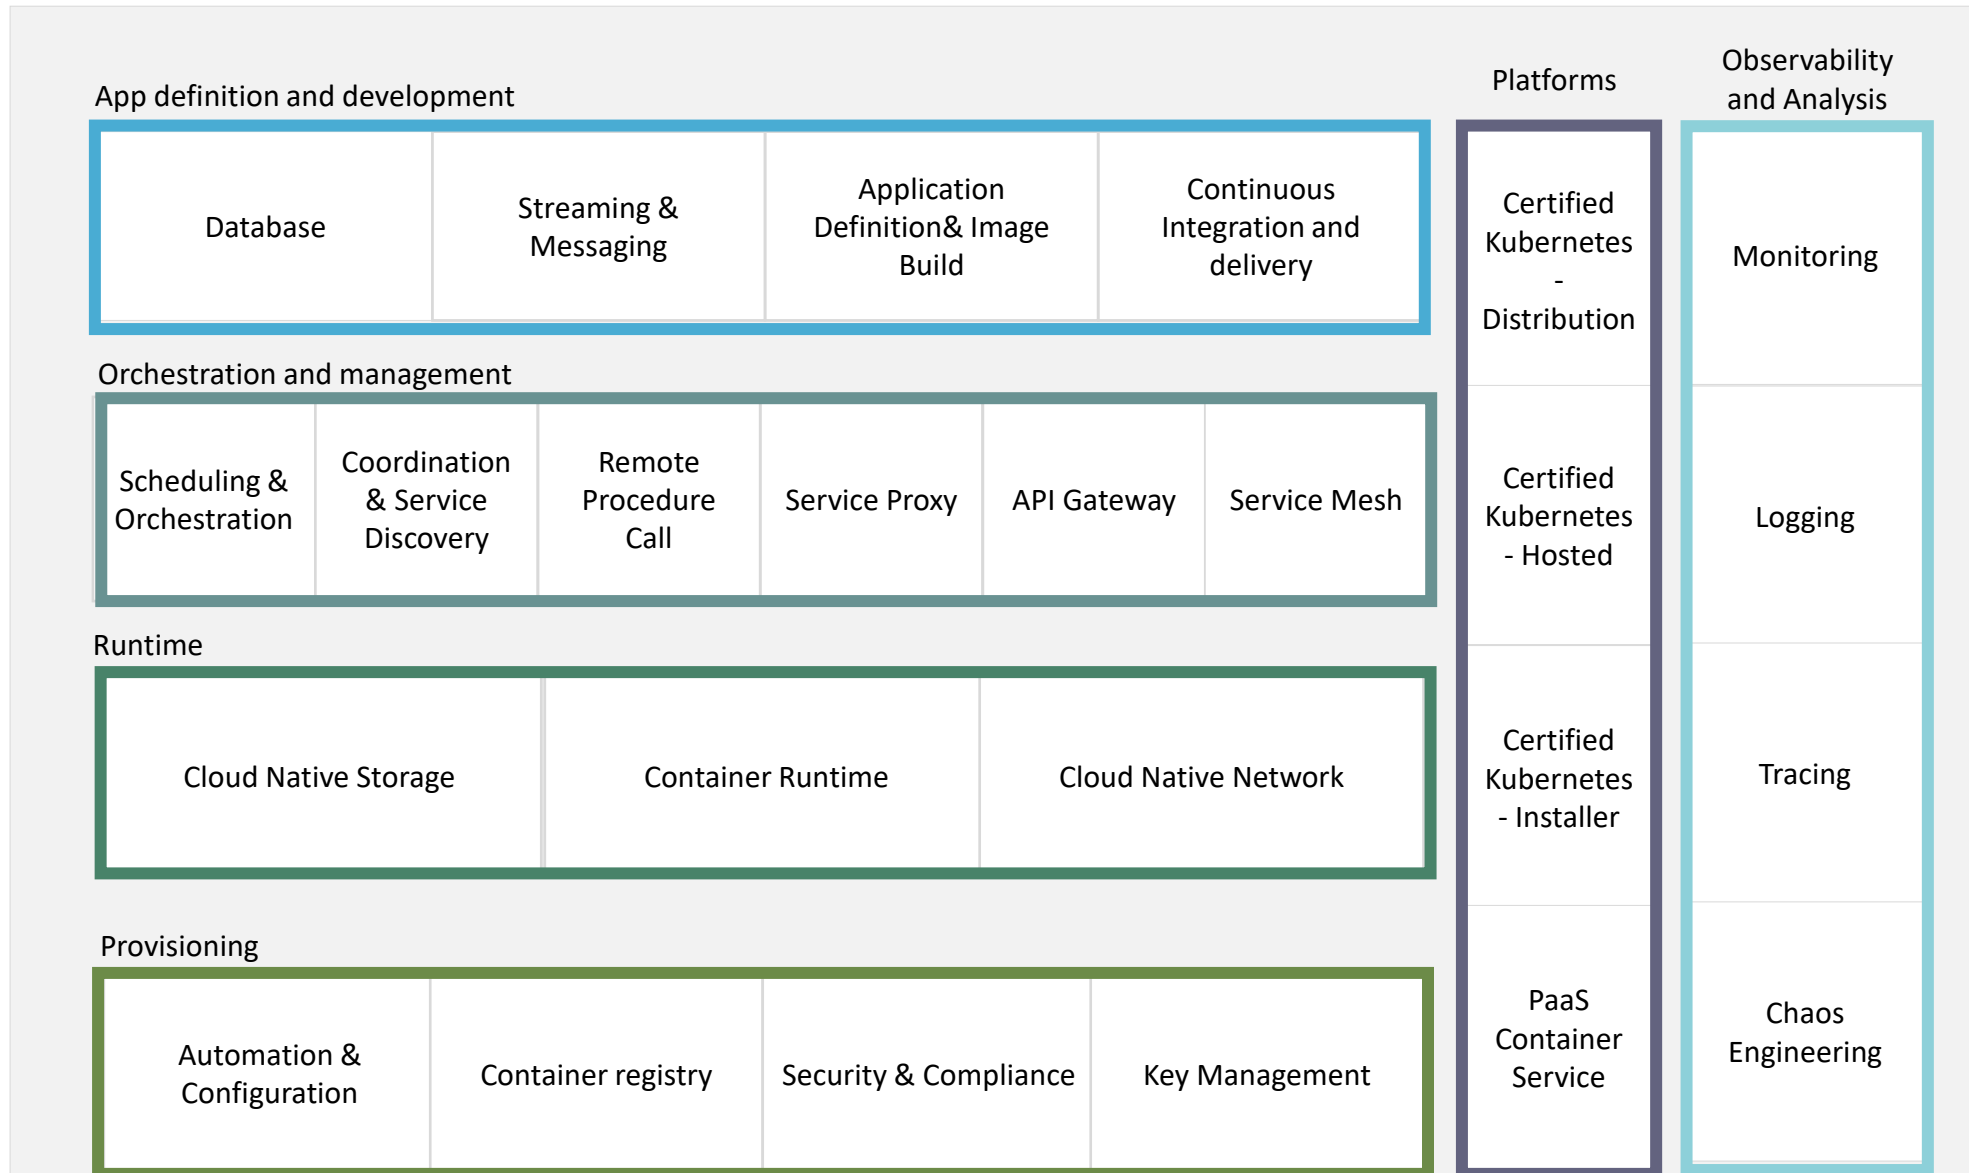 App definition and development
Database
Streaming &
Messaging
Application
Definition& Image
Build
Continuous
Integration and
delivery
Orchestration and management
Scheduling &
Orchestration
Coordination
& Service
Discovery
Remote
Procedure
Call
Service Proxy
API Gateway
Service Mesh
Runtime
Cloud Native Storage
Container Runtime
Cloud Native Network
Provisioning
Automation &
Configuration
Container registry
Security & Compliance
Key Management
Platforms
Certified
Kubernetes
-
Distribution
Certified
Kubernetes
- Hosted
Certified
Kubernetes
- Installer
PaaS
Container
Service
Observability
and Analysis
Monitoring
Logging
Tracing
Chaos
Engineering